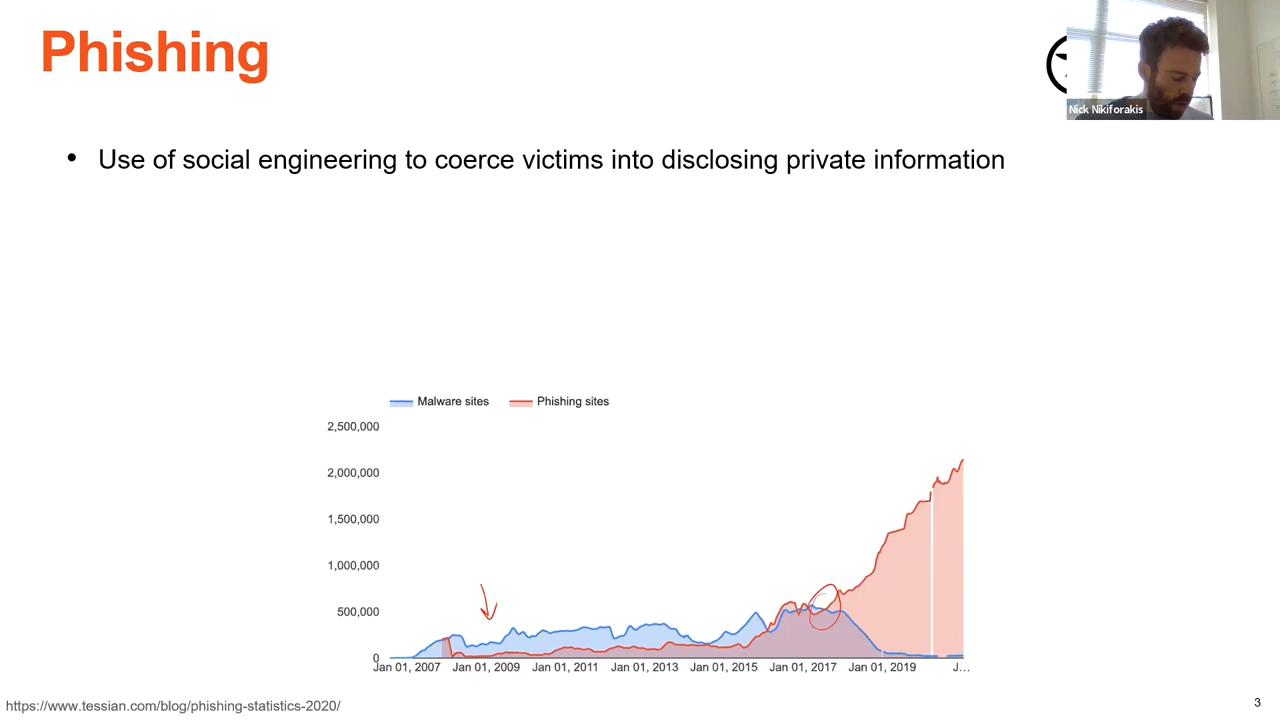 Phishing
Nick Nikiforakis
• Use of social engineering to coerce victims into disclosing private information
Malware sites Phishing sites
2,500,000
2,000,000
1,500,000
1,000,000
500,000
0
Jan 01, 2007 Jan 01, 2009 Jan 01, 2011 Jan 01, 2013 Jan 01, 2015 Jan 01, 2017 Jan 01, 2019 J…
https://www.tessian.com/blog/phishing-statistics-2020/
3